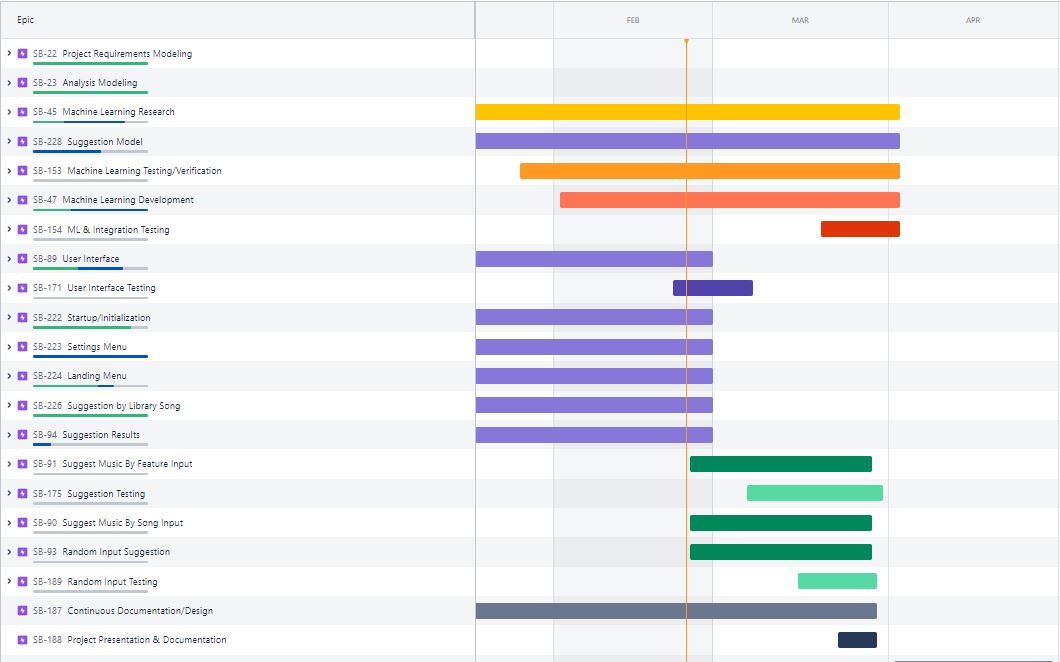 Epic FEB MAR APR
SB-22 Project Requirements Modeling
SB-23 Analysis Modeling
SB-45 Machine Learning Research
SB-228 Suggestion Model
SB-153 Machine Learning Testing/Verification
SB-47 Machine Learning Development
SB-154 ML & Integration Testing
SB-89 User Interface
SB-171 User Interface Testing
SB-222 Startup/Initialization
SB-223 Settings Menu
SB-224 Landing Menu
SB-226 Suggestion by Library Song
SB-94 Suggestion Results
SB-91 Suggest Music By Feature Input
SB-175 Suggestion Testing
SB-90 Suggest Music By Song Input
SB-93 Random Input Suggestion
SB-189 Random Input Testing
SB-187 Continuous Documentation/Design
SB-188 Project Presentation & Documentation